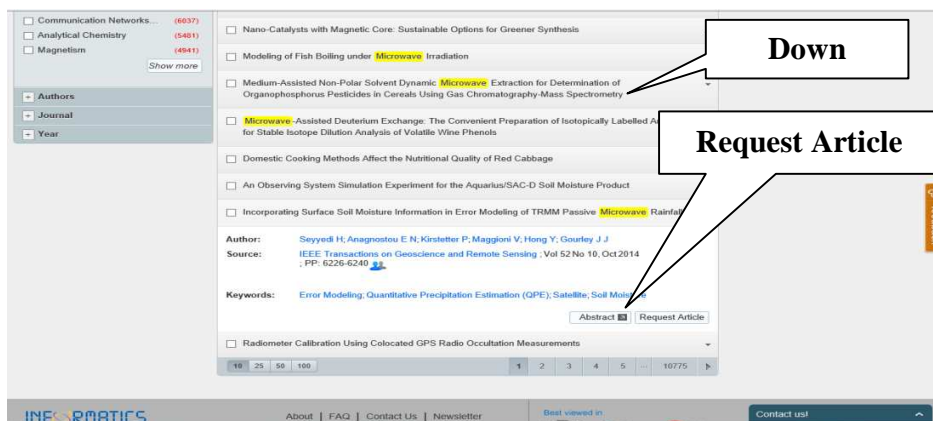 Communication Networks... (6037)
Analytical Chemistry (5401)
Magnetism (4941)
Show more
Authors
Journal
Year
Nano-Catalysts with Magnetic Core: Sustainable Options for Greener Synthesis
Modeling of Fish Boiling under Microwave Irradiation
Medium-Assisted Non-Polar Solvent Dynamic Microwave Extraction for Determination of
Organophosphorus Pesticides in Cereals Using Gas Chromatography-Mass Spectrometry
Microwave-Assisted Deuterium Exchange: The Convenient Preparation of Isotopically Labelled
for Stable Isotope Dilution Analysis of Volatile Wine Phenols
Domestic Cooking Methods Affect the Nutritional Quality of Red Cabbage
An Observing System Simulation Experiment for the Aquarius/SAC-D Soil Moisture Product
Incorporating Surface Soil Moisture Information in Error Modeling of TRMM Passive Microwave Rainfall
Author: Seyyedi H; Anagnostou E N; Kirstetter P; Maggioni V; Hong Y; Gourley J J
Source: IEEE Transactions on Geoscience and Remote Sensing ; Vol 52 No 10, Oct 2014
; PP: 6226-6240
Keywords: Error Modeling; Quantitative Precipitation Estimation (QPE); Satellite; Soil Moisture
Abstract Request Article
Radiometer Calibration Using Colocated GPS Radio Occultation Measurements
10 25 50 100 1 2 3 4 5 ... 10775
Down
Request Article
INFORMATICS
About | FAQ | Contact Us | Newsletter
Best viewed in
Contact us!